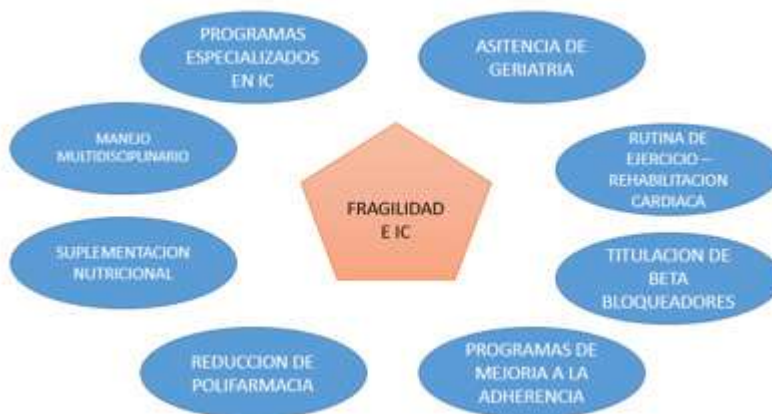 PROGRAMAS
ESPECIALIZADOS
EN IC
ASITENCIA DE
GERIATRIA
MANEJO
MULTIDISCIPLINARIO
RUTINA DE
EJERCICIO –
REHABILITACION
CARDIACA
FRAGILIDAD
E IC
SUPLEMENTACION
NUTRICIONAL
TITULACION DE
BETA
BLOQUEADORES
REDUCCION DE
POLIFARMACIA
PROGRAMAS DE
MEJORIA A LA
ADHERENCIA